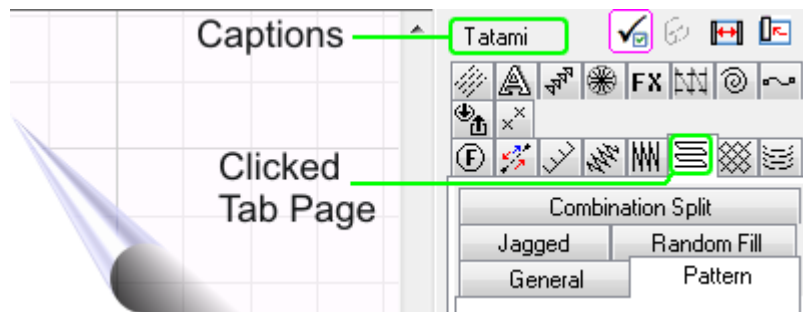 Captions
Tatami
A
FX
F
Clicked
Tab Page
Combination Split
Jagged
Random Fill
General
Pattern